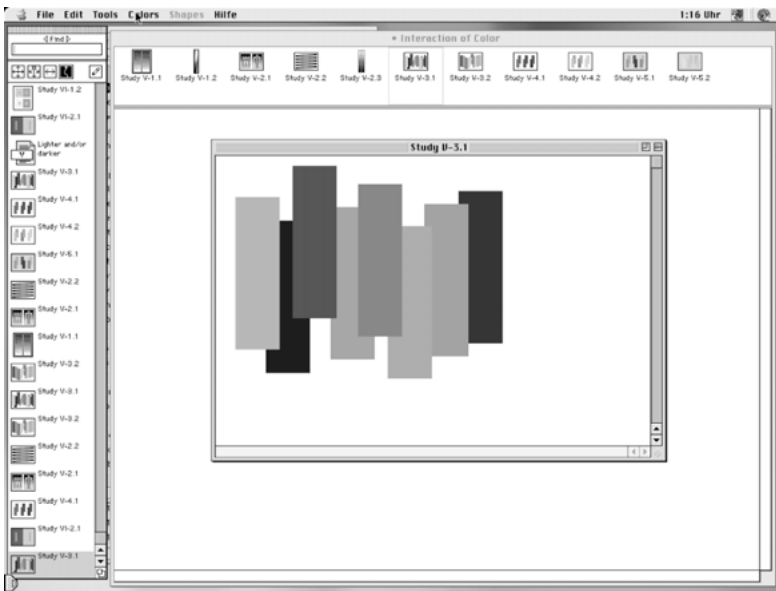 File Edit Tools Colors Shapes Hilfe
1:16 Uhr
Find
Study VI-1.2
Study VI-2.1
Lighter and/or
darker
Study V-3.1
Study V-4.1
Study V-4.2
Study V-5.1
Study V-2.2
Study V-2.1
Study V-1.1
Study V-3.2
Study V-3.1
Study V-3.2
Study V-2.2
Study V-2.1
Study V-4.1
Study VI-2.1
Study V-3.1
Interaction of Color
Study V-1.1
Study V-1.2
Study V-2.1
Study V-2.2
Study V-2.3
Study V-3.1
Study V-3.2
Study V-4.1
Study V-4.2
Study V-5.1
Study V-5.2
Study V-3.1